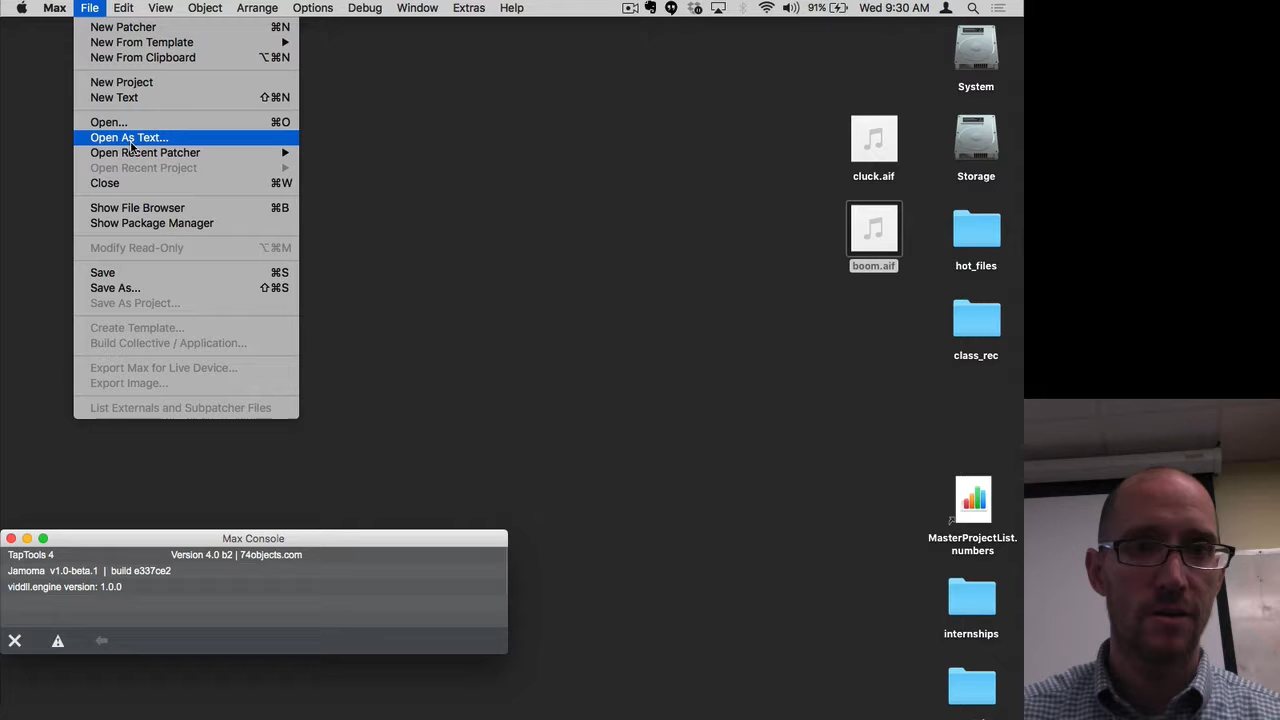 Max File Edit View Object Arrange Options Debug Window Extras Help 91% Wed 9:30 AM
New Patcher ⌘N
New From Template
New From Clipboard ⌥⌘N
New Project
New Text ⇧⌘N
Open... ⌘O
Open As Text...
Open Recent Patcher
Open Recent Project
Close ⌘W
Show File Browser ⌘B
Show Package Manager
Modify Read-Only ⌥⌘M
Save ⌘S
Save As... ⇧⌘S
Save As Project...
Create Template...
Build Collective / Application...
Export Max for Live Device...
Export Image...
List Externals and Subpatcher Files
System
cluck.aif
Storage
boom.aif
hot_files
class_rec
MasterProjectList.
numbers
internships
Max Console
TapTools 4 Version 4.0 b2 | 74objects.com
Jamoma v1.0-beta.1 | build e337ce2
viddll.engine version: 1.0.0